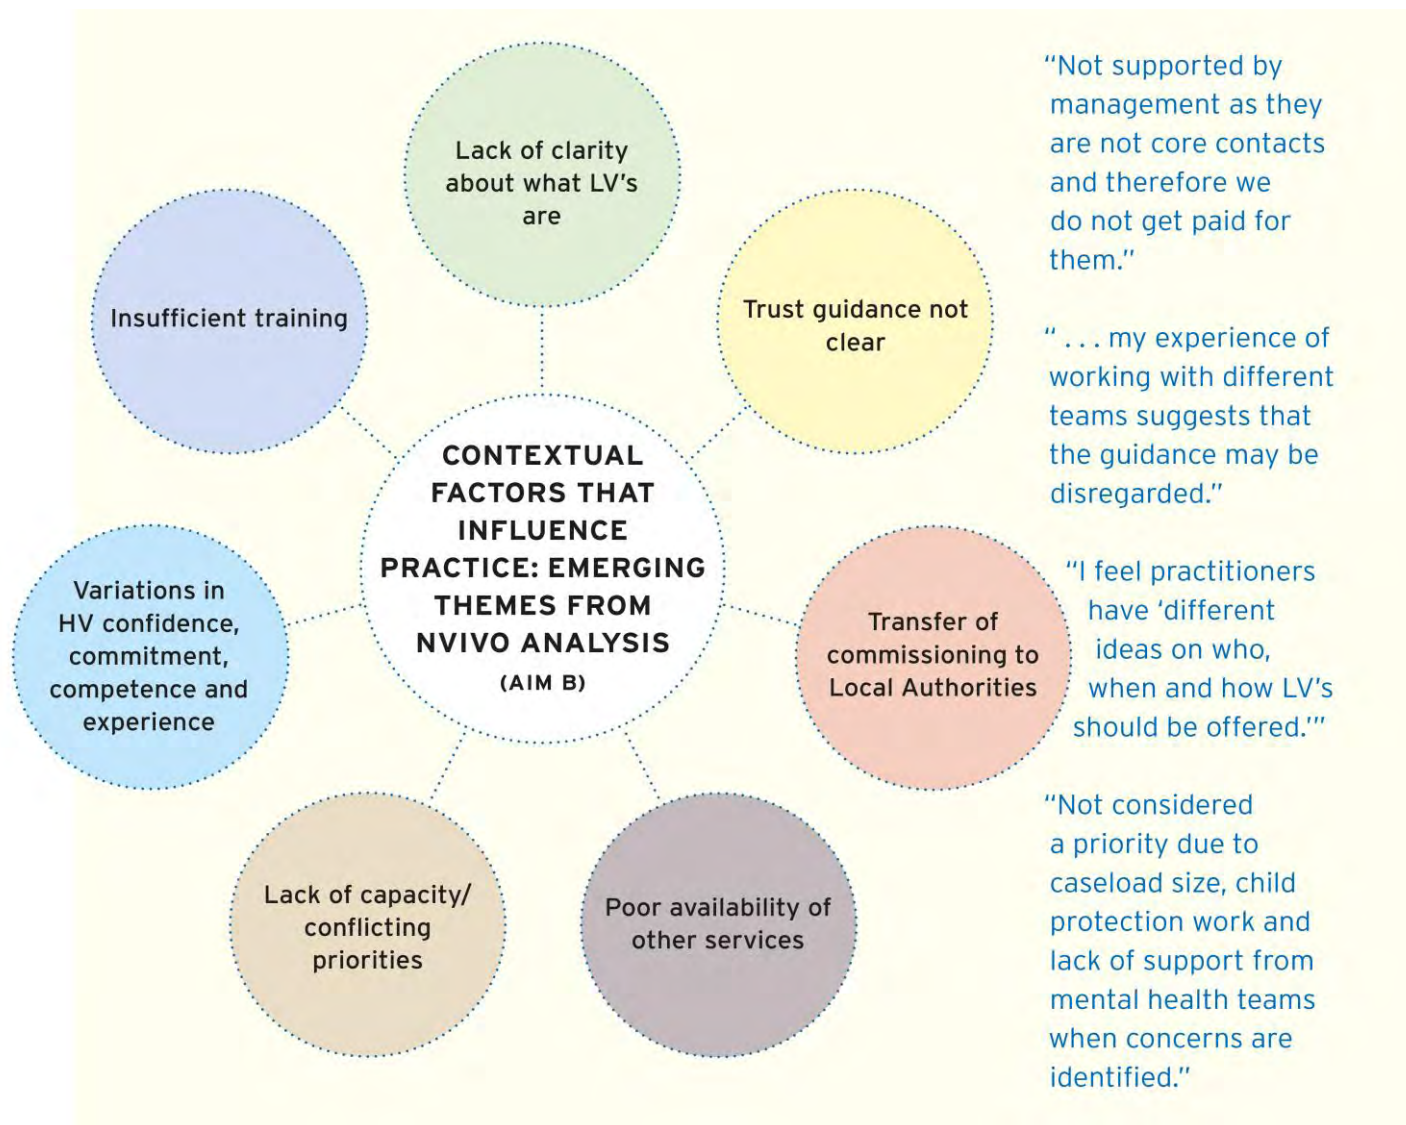 Lack of clarity
about what LV's
are
Trust guidance not
clear
Insufficient training
CONTEXTUAL
FACTORS THAT
INFLUENCE
PRACTICE: EMERGING
THEMES FROM
NVIVO ANALYSIS
(AIM B)
Variations in
HV confidence,
commitment,
competence and
experience
Transfer of
commissioning to
Local Authorities
Lack of capacity/
conflicting
priorities
Poor availability of
other services
“Not supported by
management as they
are not core contacts
and therefore we
do not get paid for
them.”
“ . . . my experience of
working with different
teams suggests that
the guidance may be
disregarded.”
“I feel practitioners
have ‘different
ideas on who,
when and how LV's
should be offered.’”
“Not considered
a priority due to
caseload size, child
protection work and
lack of support from
mental health teams
when concerns are
identified.”